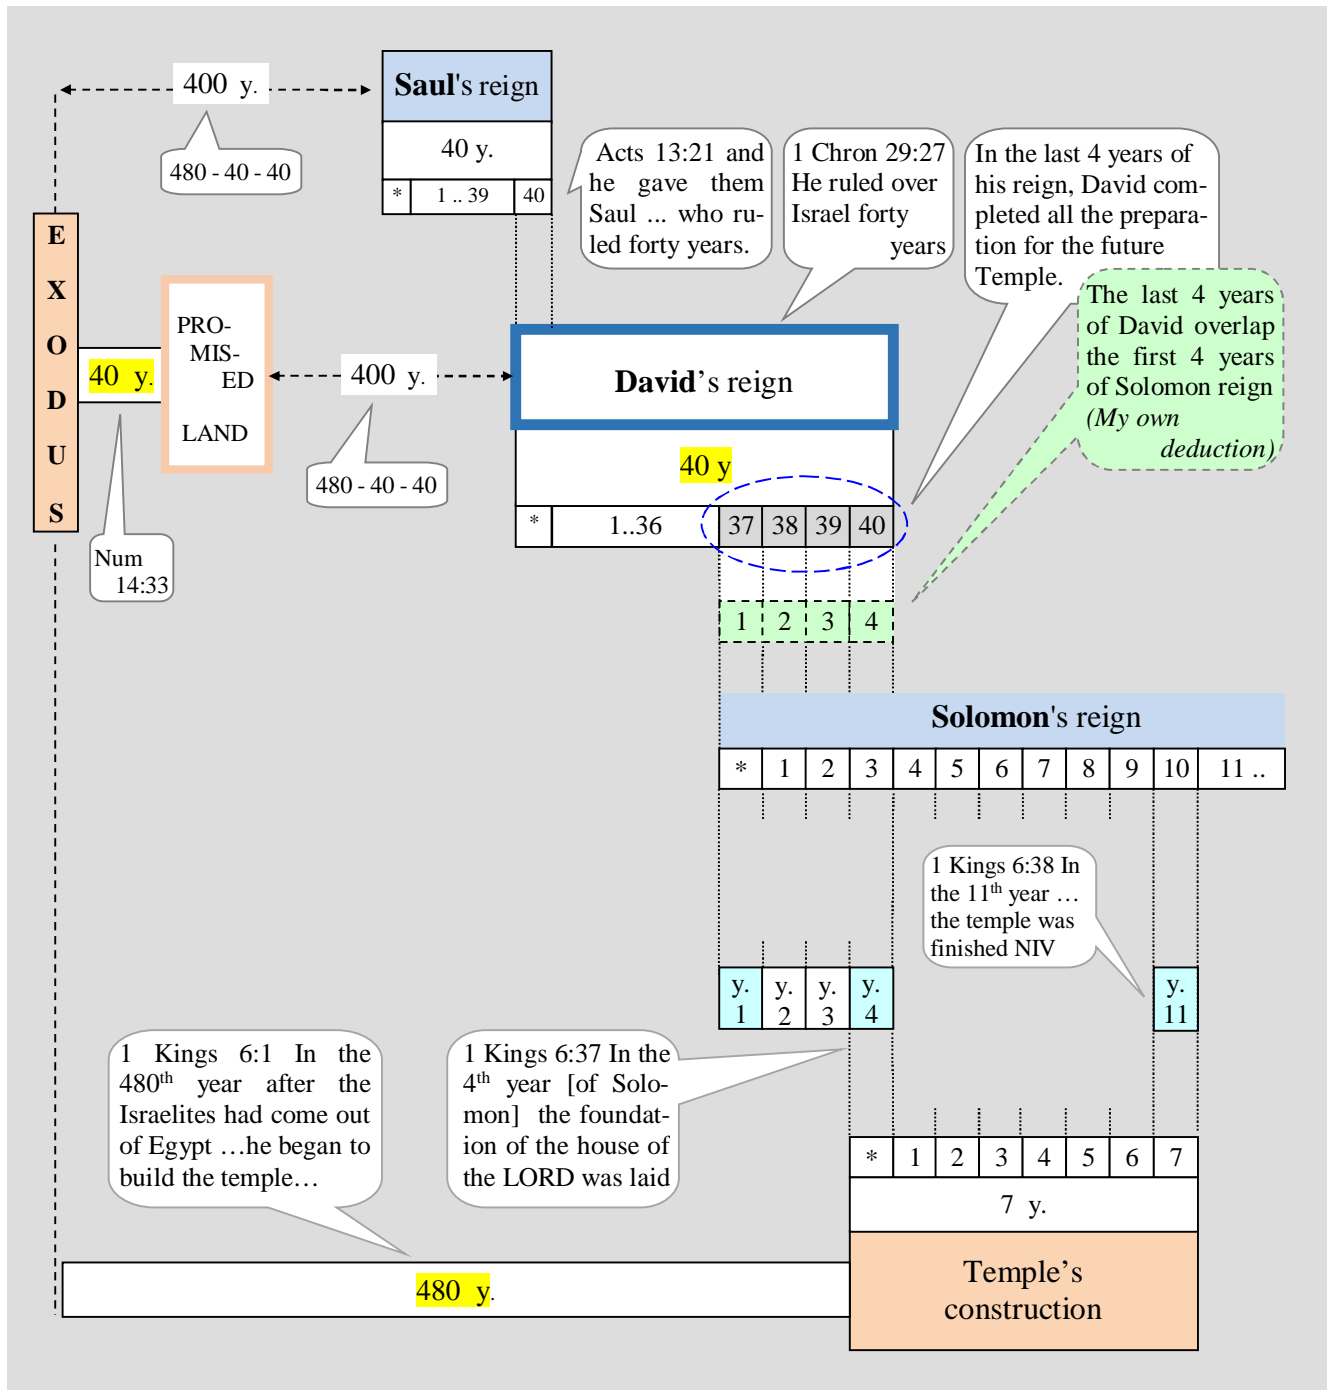 400 y.
480 - 40 - 40
Saul's reign
40 y.
* 1 .. 39 40
Acts 13:21 and
he gave them
Saul ... who ru-
led forty years.
1 Chron 29:27
He ruled over
Israel forty
years
In the last 4 years of
his reign, David com-
pleted all the prepara-
tion for the future
Temple.
The last 4 years
of David overlap
the first 4 years
of Solomon reign
(My own
deduction)
E
X
O
D
U
S
40 y.
Num
14:33
PRO-
MIS-
ED
LAND
400 y.
480 - 40 - 40
David's reign
40 y
* 1..36 37 38 39 40
1 2 3 4
Solomon's reign
* 1 2 3 4 5 6 7 8 9 10 11 ..
1 Kings 6:38 In
the 11th year …
the temple was
finished NIV
y. y. y. y. y.
1 2 3 4 11
1 Kings 6:1 In the
480th year after the
Israelites had come out
of Egypt …he began to
build the temple…
1 Kings 6:37 In the
4th year [of Solo-
mon] the foundat-
ion of the house of
the LORD was laid
* 1 2 3 4 5 6 7
7 y.
Temple’s
construction
480 y.